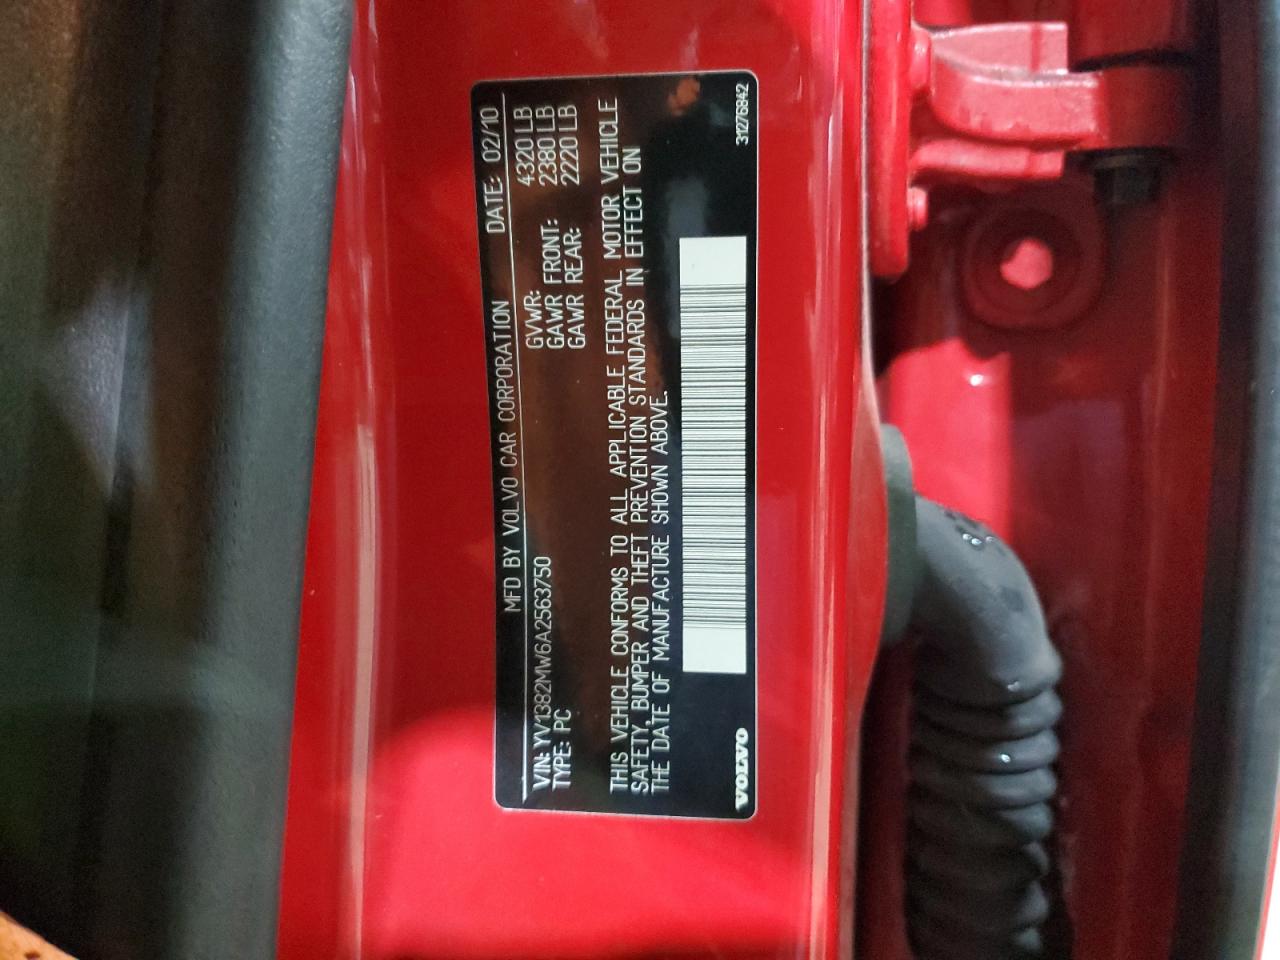 MFD BY VOLVO CAR CORPORATION DATE: 02/10
VIN: YV1382MW6A2563750 GVWR: 4320 LB
TYPE: PC GAWR FRONT: 2380 LB
GAWR REAR: 2220 LB
THIS VEHICLE CONFORMS TO ALL APPLICABLE FEDERAL MOTOR VEHICLE
SAFETY, BUMPER AND THEFT PREVENTION STANDARDS IN EFFECT ON
THE DATE OF MANUFACTURE SHOWN ABOVE.
VOLVO 31276842